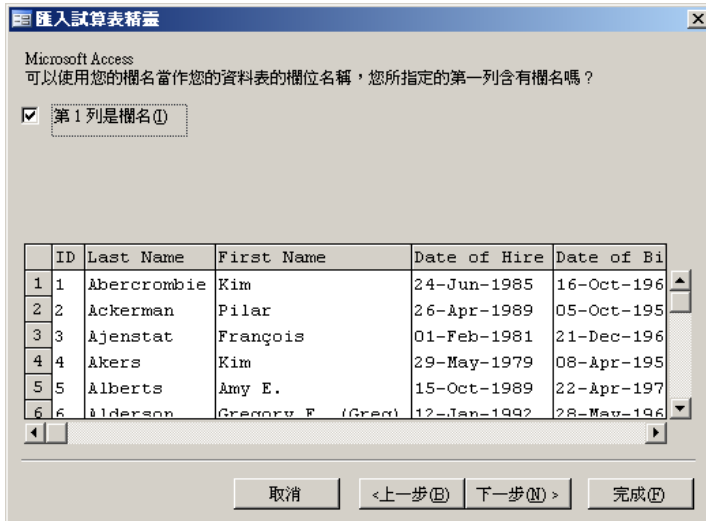 匯入試算表精靈
Microsoft Access
可以使用您的欄名當作您的資料表的欄位名稱，您所指定的第一列含有欄名嗎？
第 1 列是欄名(I)
ID Last Name First Name Date of Hire Date of Bi
1 1 Abercrombie Kim 24-Jun-1985 16-Oct-196
2 2 Ackerman Pilar 26-Apr-1989 05-Oct-195
3 3 Ajenstat François 01-Feb-1981 21-Dec-196
4 4 Akers Kim 29-May-1979 08-Apr-195
5 5 Alberts Amy E. 15-Oct-1989 22-Apr-197
6 6 Alderson Gregory F. (Greg) 12-Jan-1992 28-May-196
取消 <上一步(B) 下一步(N) > 完成(F)